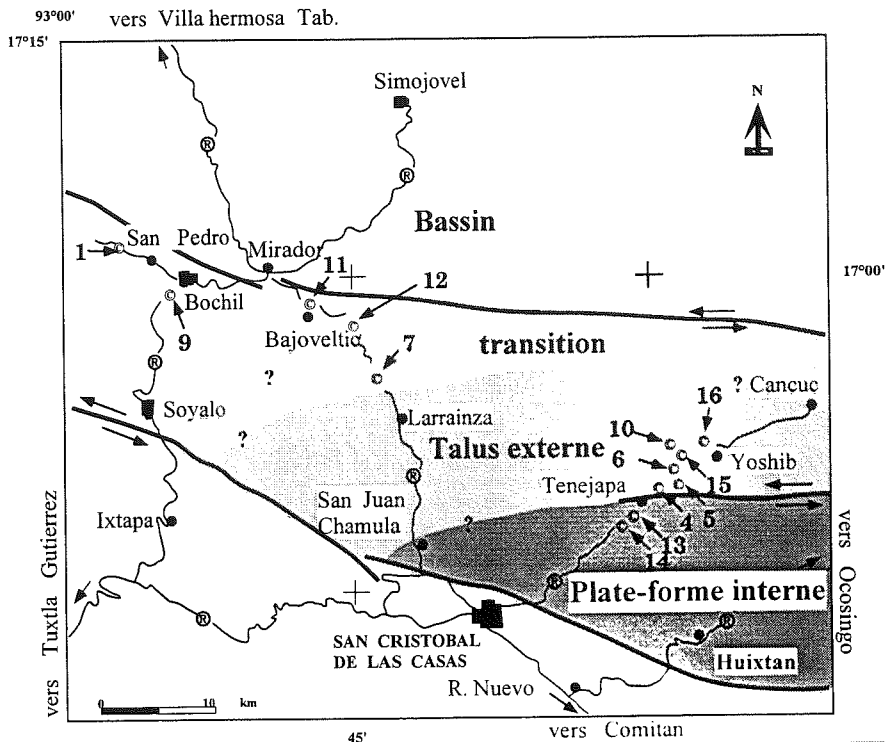 93°00'
vers Villa hermosa Tab.
17°15'
Simojovel
N
®
®
Bassin
San Pedro
Mirador
1
11
12
17°00'
Bochil
9
Bajoveltic
7
transition
®
?
? Cancuc
16
Soyalo
Larrainza
?
Talus externe
10
6
Yoshib
15
®
Tenejapa
San Juan
Chamula
4
5
Ixtapa
?
13
14
®
Plate-forme interne
®
®
SAN CRISTOBAL
DE LAS CASAS
Huixtan
R. Nuevo
0
10
km
45'
vers Comitan
vers Tuxtla Gutierrez
vers Ocosingo